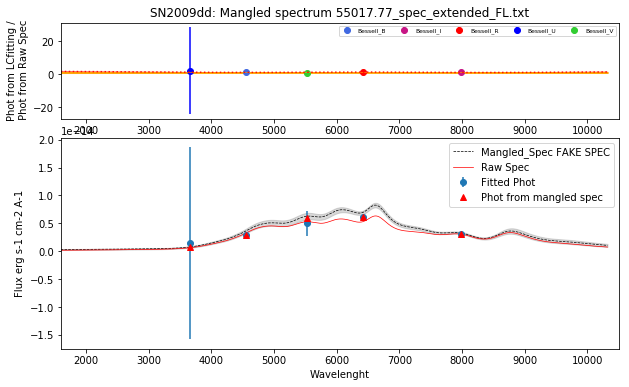 SN2009dd: Mangled spectrum 55017.77_spec_extended_FL.txt
Phot from LCfitting /
Phot from Raw Spec
20
0
−20
Bessell_B
Bessell_I
Bessell_R
Bessell_U
Bessell_V
2000 3000 4000 5000 6000 7000 8000 9000 10000
1e−14
Flux erg s-1 cm-2 A-1
2.0
1.5
1.0
0.5
0.0
−0.5
−1.0
−1.5
Mangled_Spec FAKE SPEC
Raw Spec
Fitted Phot
Phot from mangled spec
2000 3000 4000 5000 6000 7000 8000 9000 10000
Wavelenght